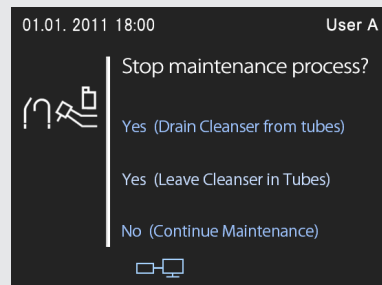 01.01. 2011 18:00 User A
Stop maintenance process?
Yes (Drain Cleanser from tubes)
Yes (Leave Cleanser in Tubes)
No (Continue Maintenance)